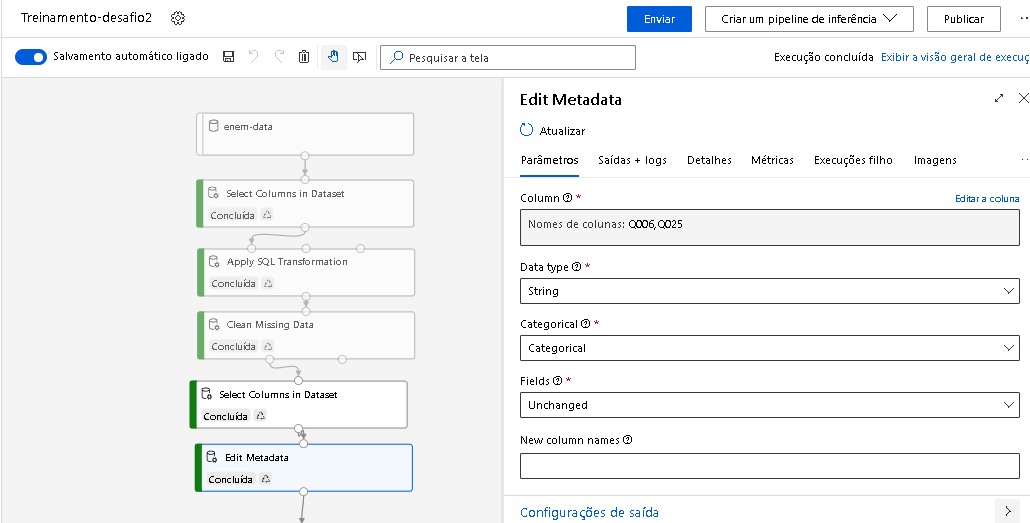 Treinamento-desafio2
Enviar
Criar um pipeline de inferência
Publicar
Salvamento automático ligado
Pesquisar a tela
Execução concluída Exibir a visão geral de execuç
enem-data
Select Columns in Dataset
Concluída
Apply SQL Transformation
Concluída
Clean Missing Data
Concluída
Select Columns in Dataset
Concluída
Edit Metadata
Concluída
Edit Metadata
Atualizar
Parâmetros Saídas + logs Detalhes Métricas Execuções filho Imagens
Column * Editar a coluna
Nomes de colunas: Q006,Q025
Data type *
String
Categorical *
Categorical
Fields *
Unchanged
New column names
Configurações de saída